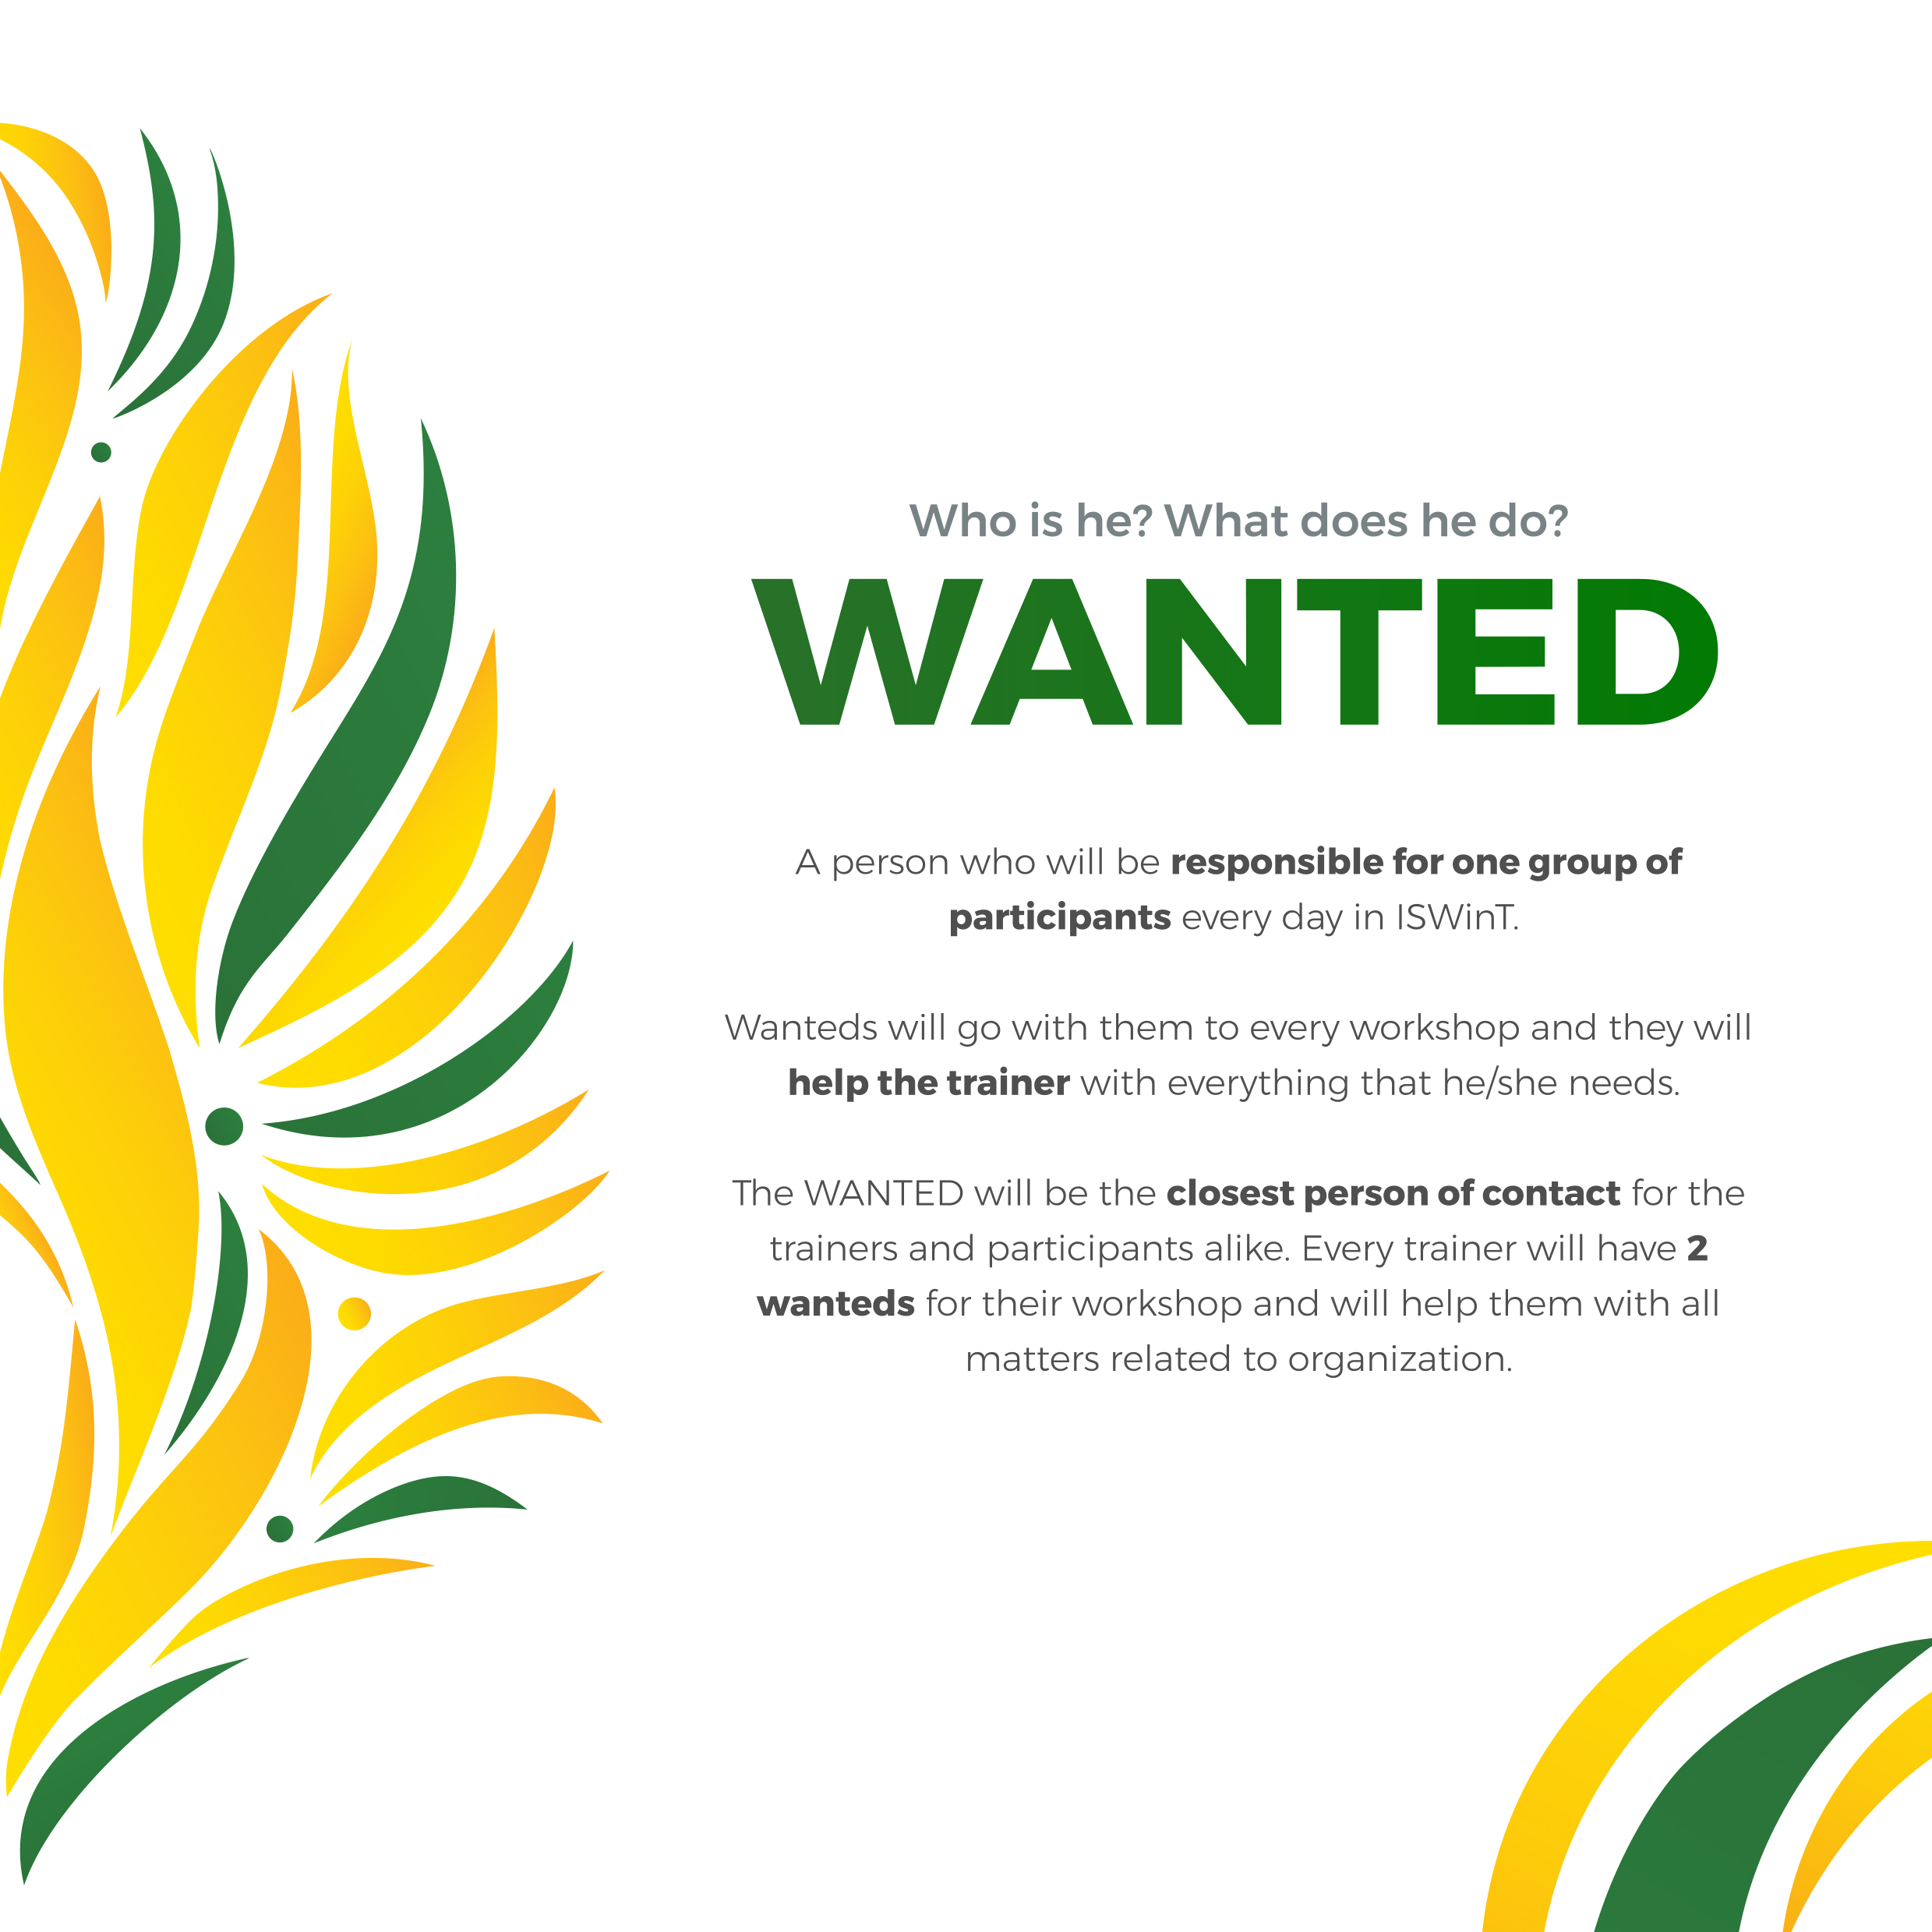 Who is he? What does he do?
WANTED
A person who will be responsible for one group of
participants every day in ISWinT.
Wanteds will go with them to every workshop and they will
help the trainer with everything that he/she needs.
The WANTED will be the closest person of contact for the
trainers and participants alike. Every trainer will have 2
wanteds for their workshop and will help them with all
matters related to organization.